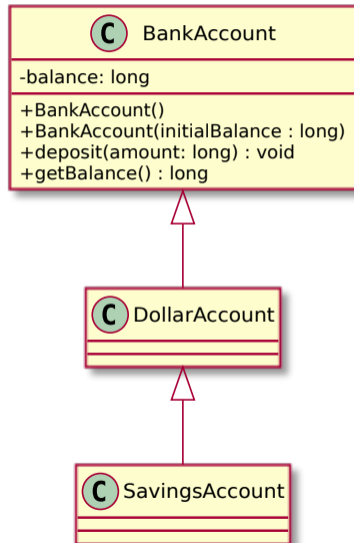 C BankAccount
-balance: long
+BankAccount()
+BankAccount(initialBalance : long)
+deposit(amount: long) : void
+getBalance() : long
C DollarAccount
C SavingsAccount